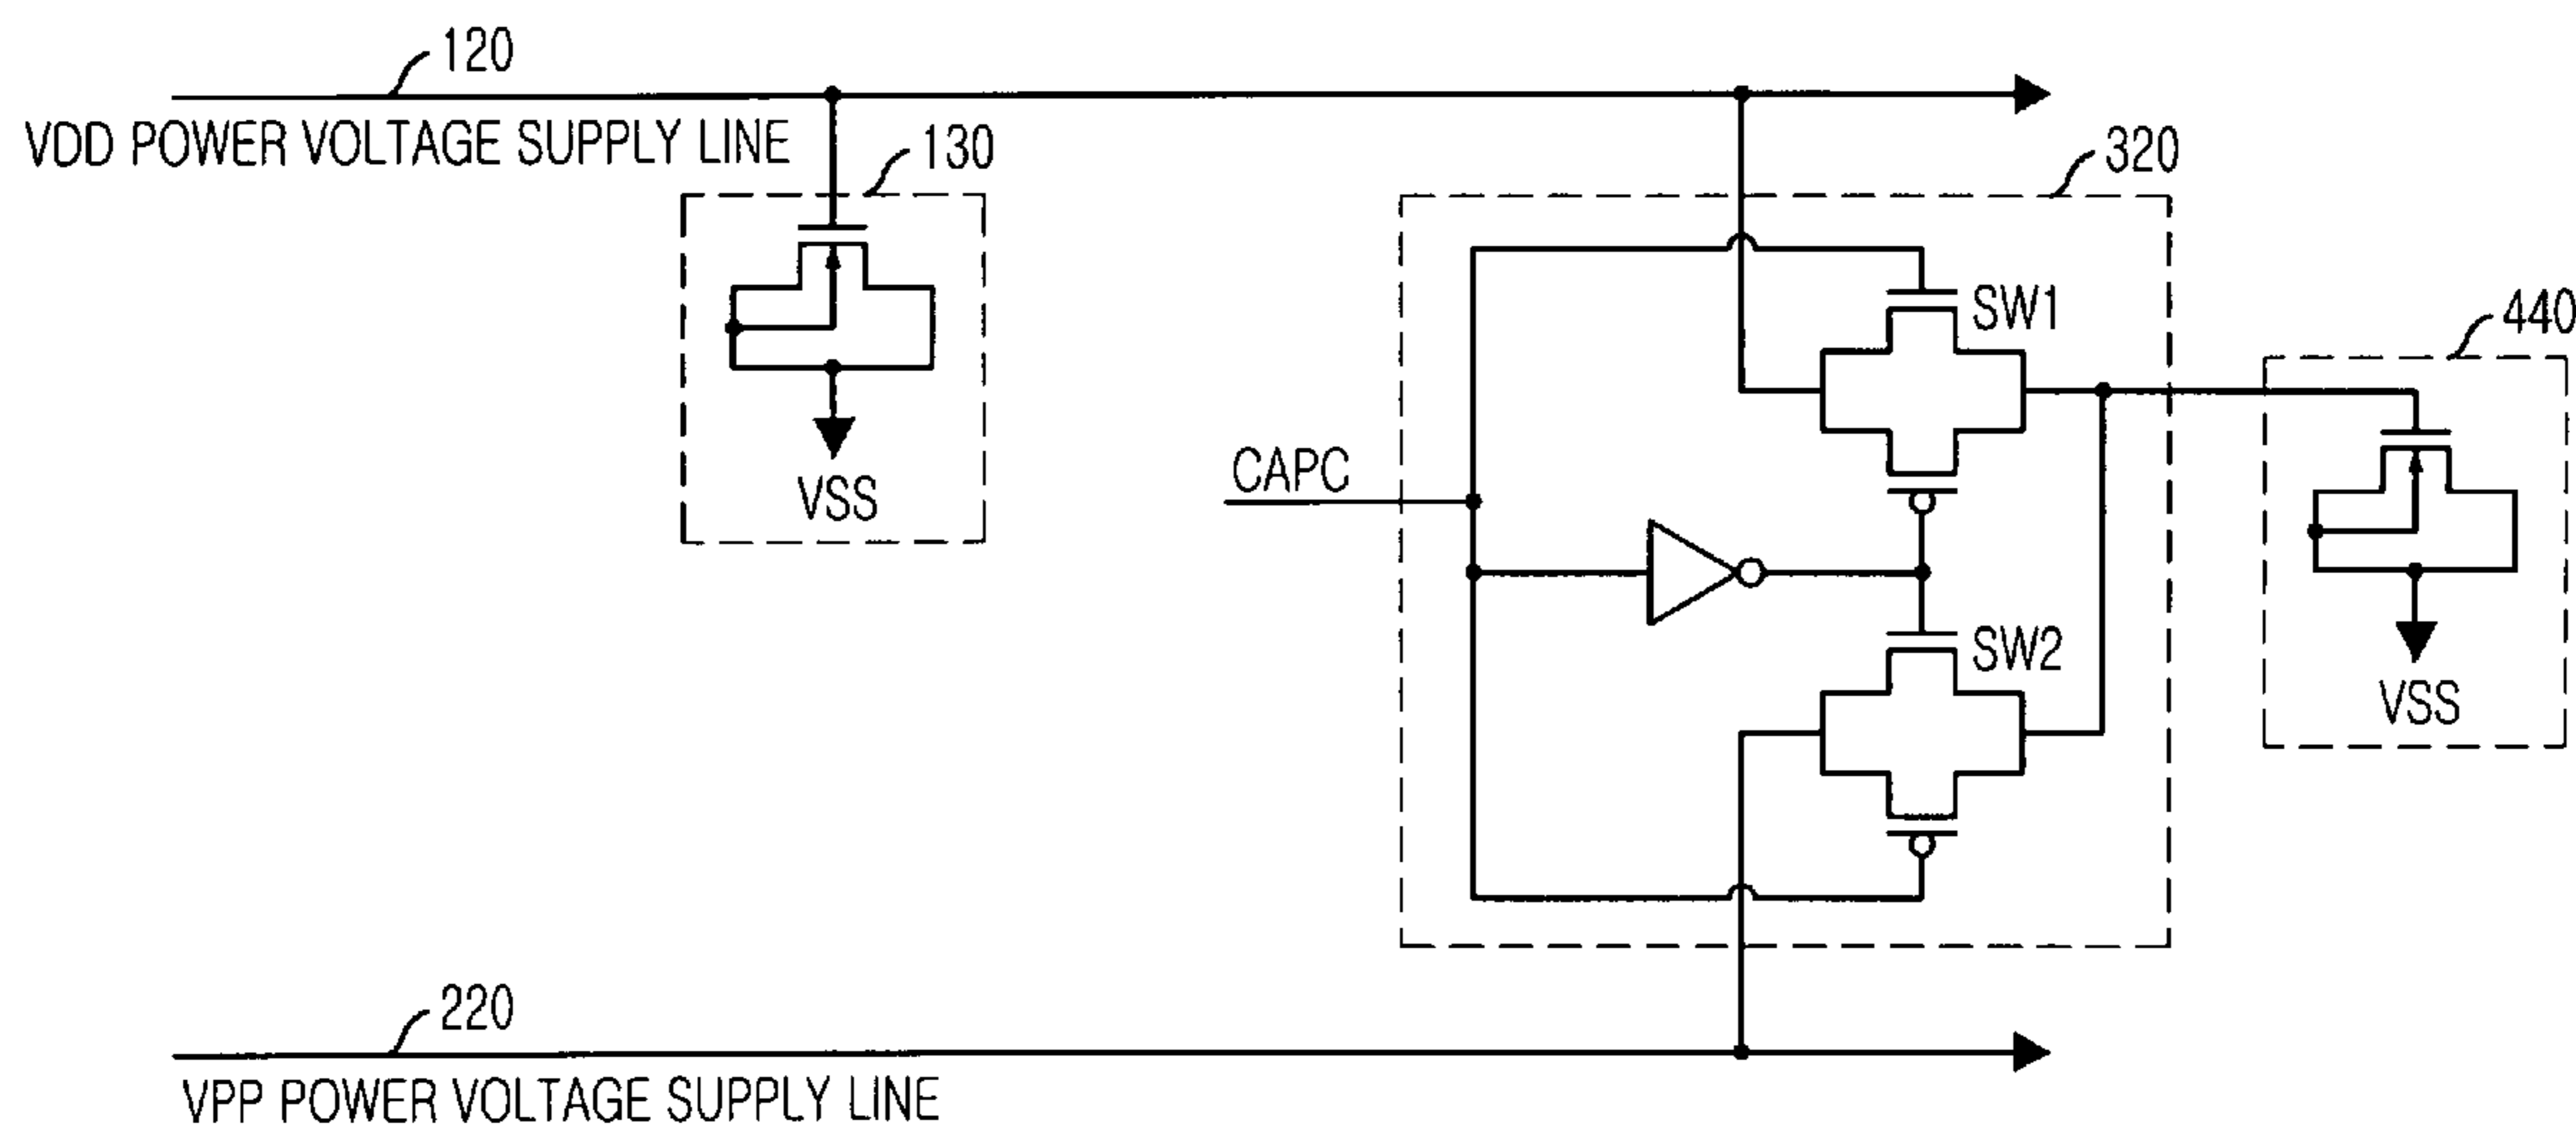 120
VDD POWER VOLTAGE SUPPLY LINE
130
320
SW1
440
CAPC
VSS
SW2
VSS
220
VPP POWER VOLTAGE SUPPLY LINE